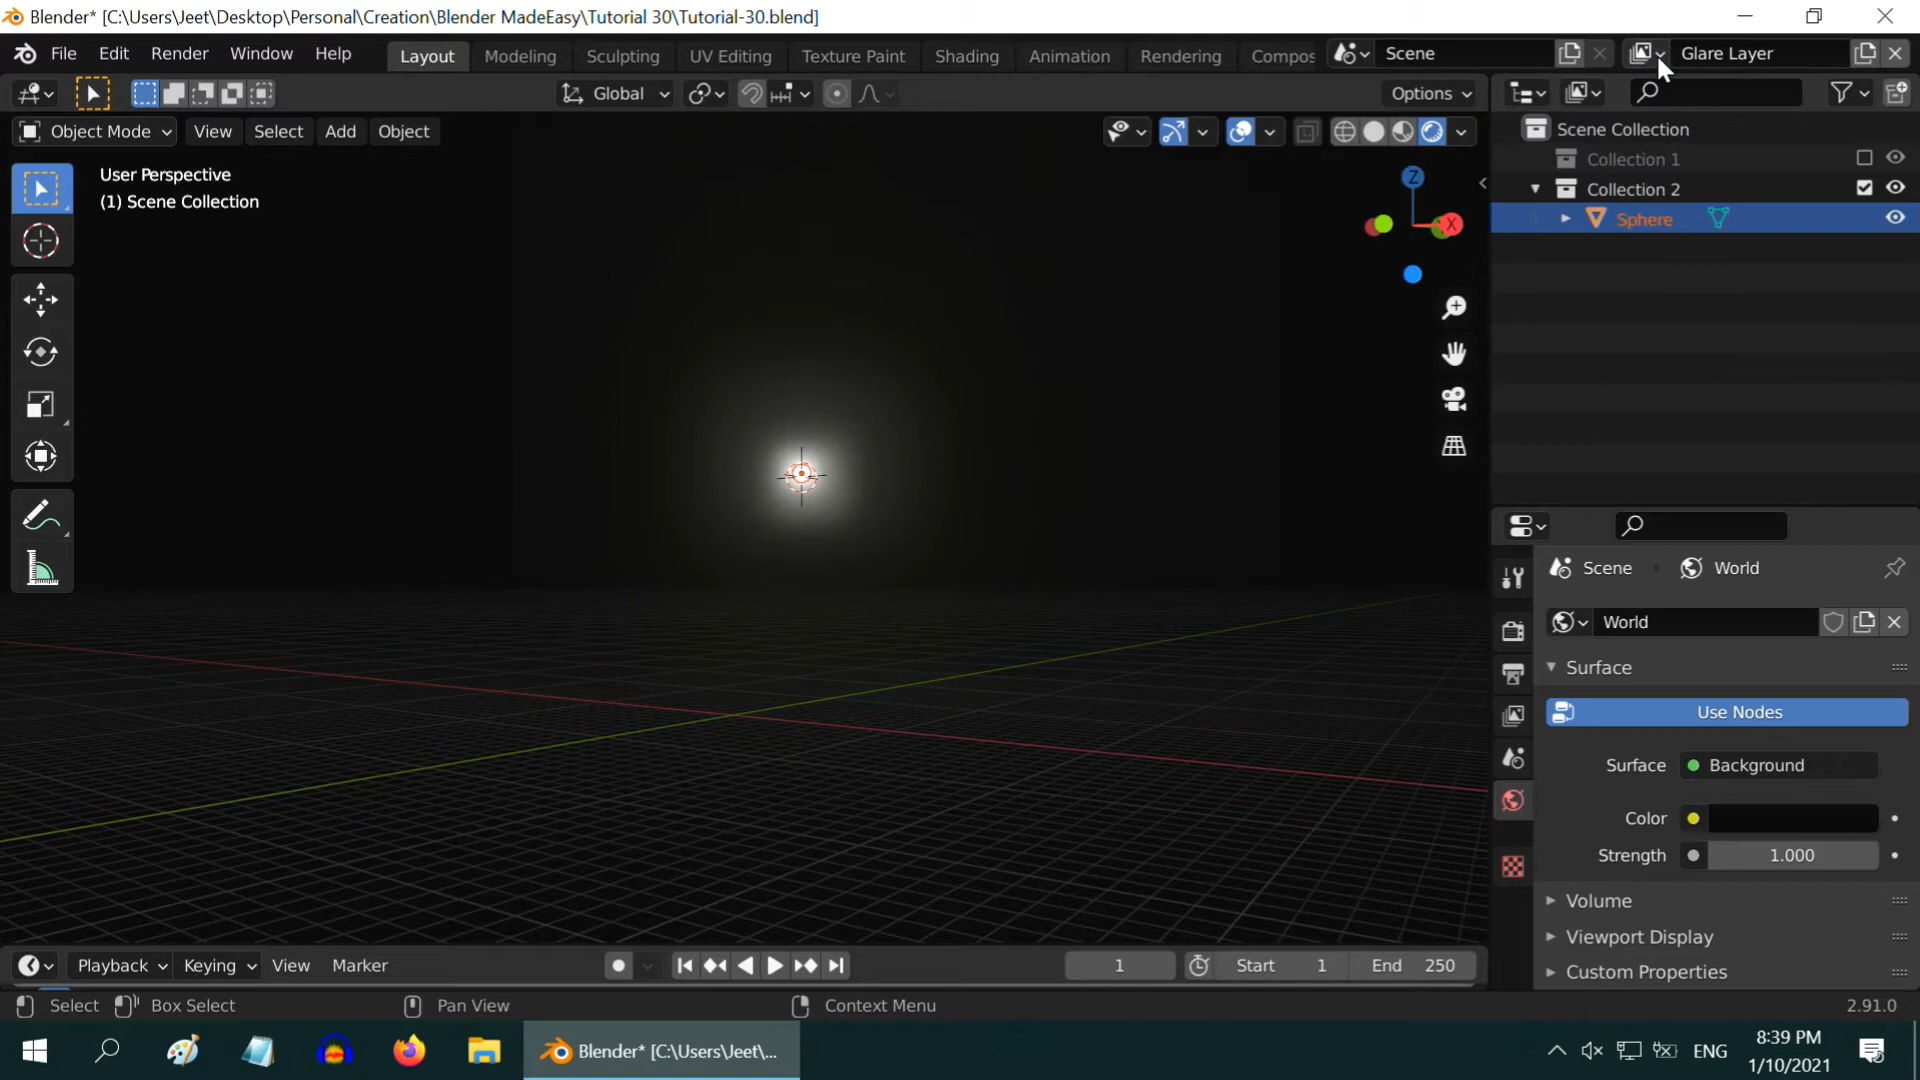 Blender* [C:\Users\Jeet\Desktop\Personal\Creation\Blender MadeEasy\Tutorial 30\Tutorial-30.blend]
File Edit Render Window Help Layout Modeling Sculpting UV Editing Texture Paint Shading Animation Rendering Compos Scene Glare Layer
Global Options
Object Mode View Select Add Object
Scene Collection
Collection 1
Collection 2
Sphere
User Perspective
(1) Scene Collection
Z
X
Scene World
World
Surface
Use Nodes
Surface Background
Color
Strength 1.000
Volume
Viewport Display
Custom Properties
Playback Keying View Marker 1 Start 1 End 250
Select Box Select Pan View Context Menu 2.91.0
Blender* [C:\Users\Jeet\...
ENG
8:39 PM
1/10/2021